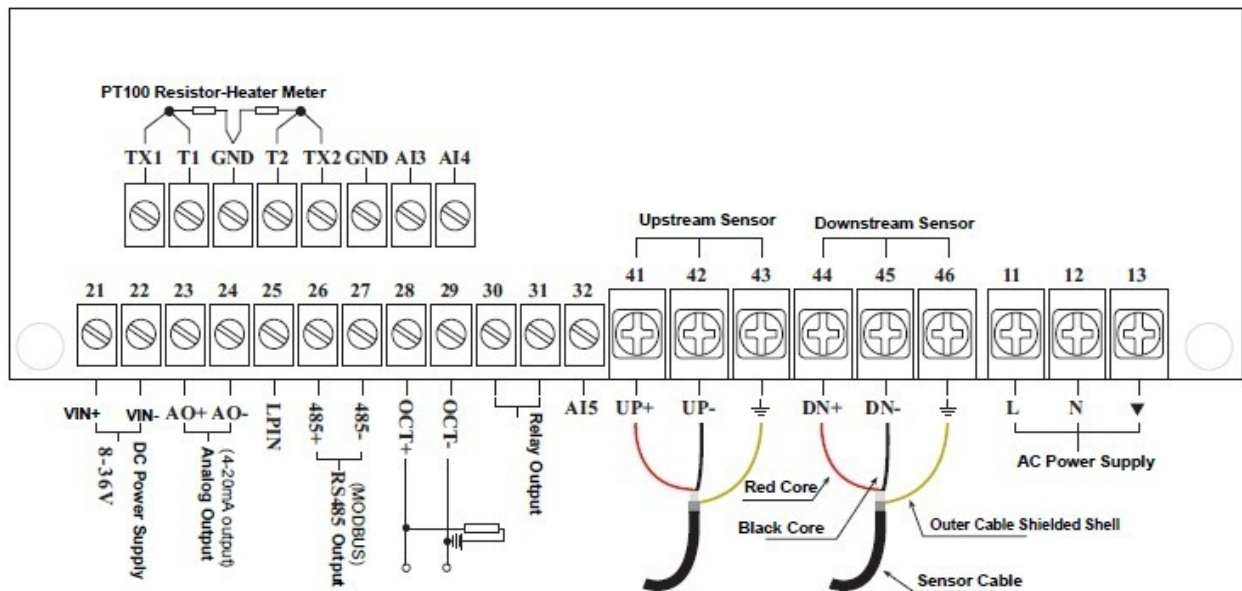 PT100 Resistor-Heater Meter
TX1 T1 GND T2 TX2 GND AI3 AI4
Upstream Sensor
Downstream Sensor
21 22 23 24 25 26 27 28 29 30 31 32 41 42 43 44 45 46 11 12 13
VIN+ VIN- AO+ AO- LPIN 485+ 485- OCT+ OCT- AI5 UP+ UP- DN+ DN- L N
8-36V
DC Power Supply
Analog Output
(4-20mA output)
RS485 Output
(MODBUS)
Relay Output
AC Power Supply
Red Core
Black Core
Outer Cable Shielded Shell
Sensor Cable